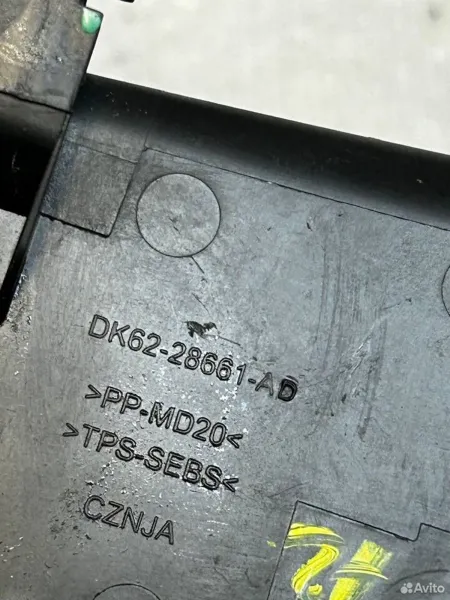 DK62-28661-AD
>PP-MD20<
>TPS-SEBS<
CZNJA
Avito